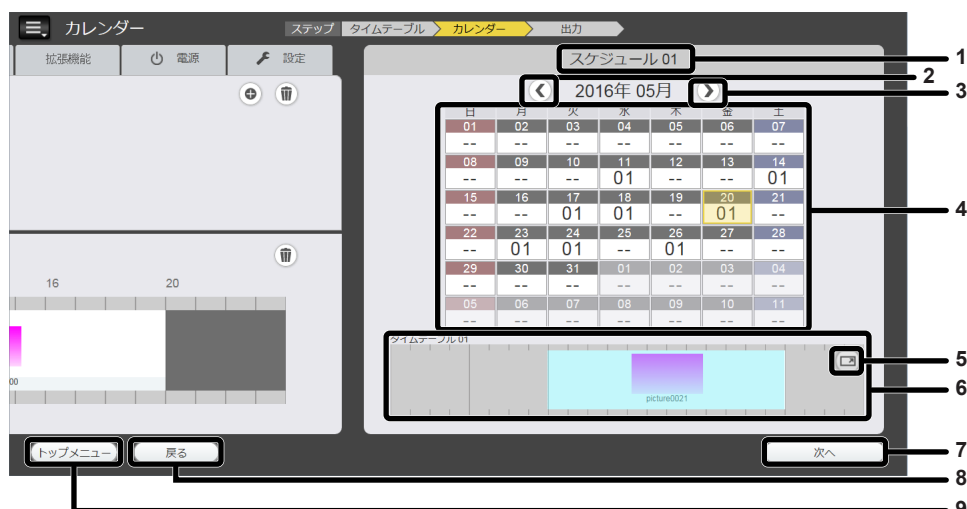 カレンダー
ステップ タイムテーブル カレンダー 出力
拡張機能 電源 設定
スケジュール 01
1
2
2016年 05月
3
日 月 火 水 木 金 土
01 02 03 04 05 06 07
-- -- -- -- -- -- --
08 09 10 11 12 13 14
-- -- -- 01 -- -- 01
15 16 17 18 19 20 21
-- -- 01 01 -- 01 --
4
22 23 24 25 26 27 28
-- 01 01 -- 01 -- --
29 30 31 01 02 03 04
-- -- -- -- -- -- --
05 06 07 08 09 10 11
-- -- -- -- -- -- --
16 20
タイムテーブル 01
5
6
00
picture0021
トップメニュー 戻る 次へ
7
8
9